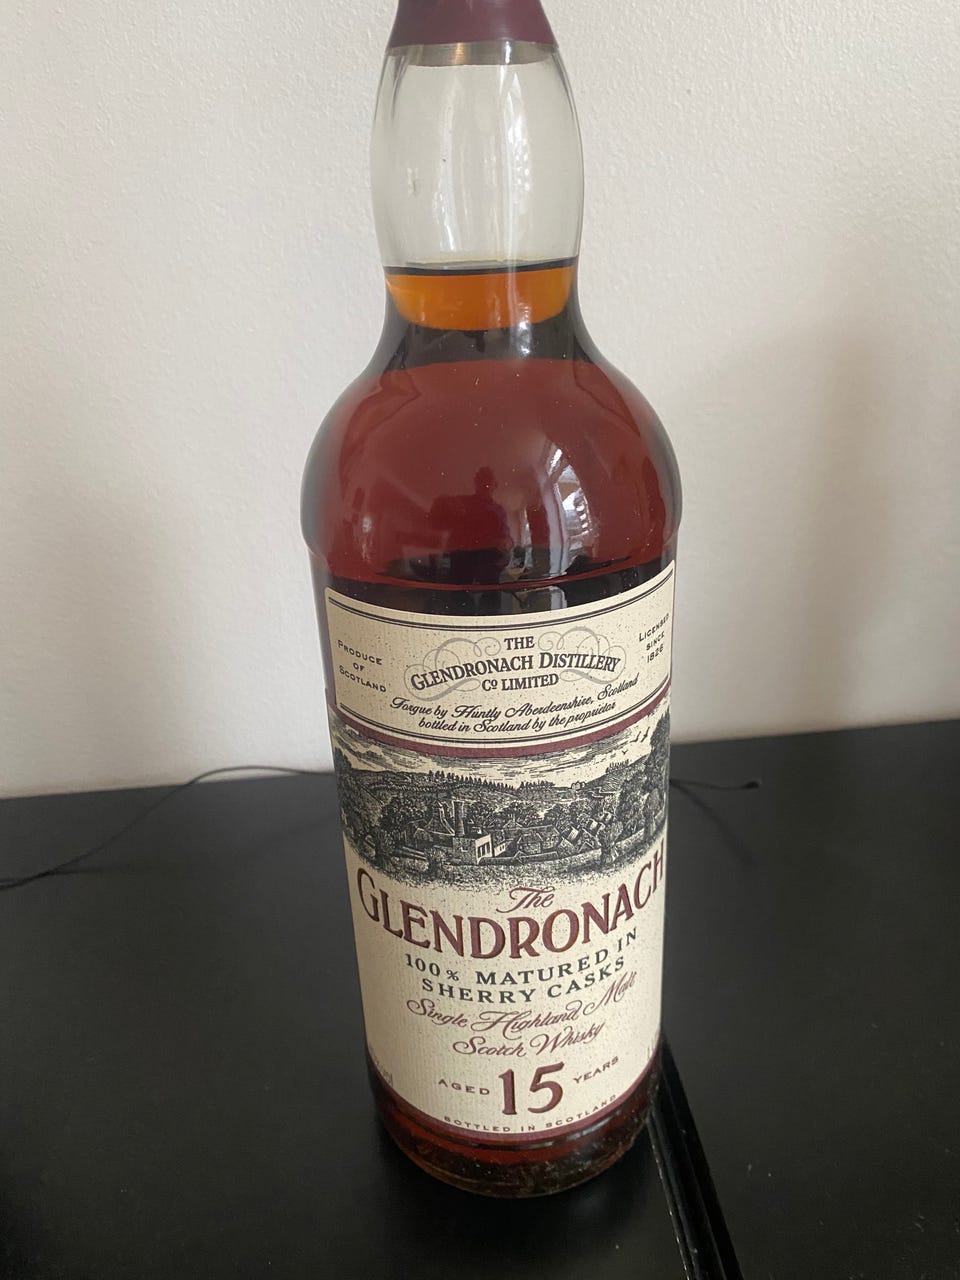 THE
GLENDRONACH DISTILLERY
Cº LIMITED
PRODUCE
OF
SCOTLAND
LICENSED
SINCE
1826
Forgue by Huntly Aberdeenshire, Scotland
bottled in Scotland by the proprietor
The
GLENDRONACH
100% MATURED IN
SHERRY CASKS
Single Highland Malt
Scotch Whisky
AGED 15 YEARS
BOTTLED IN SCOTLAND